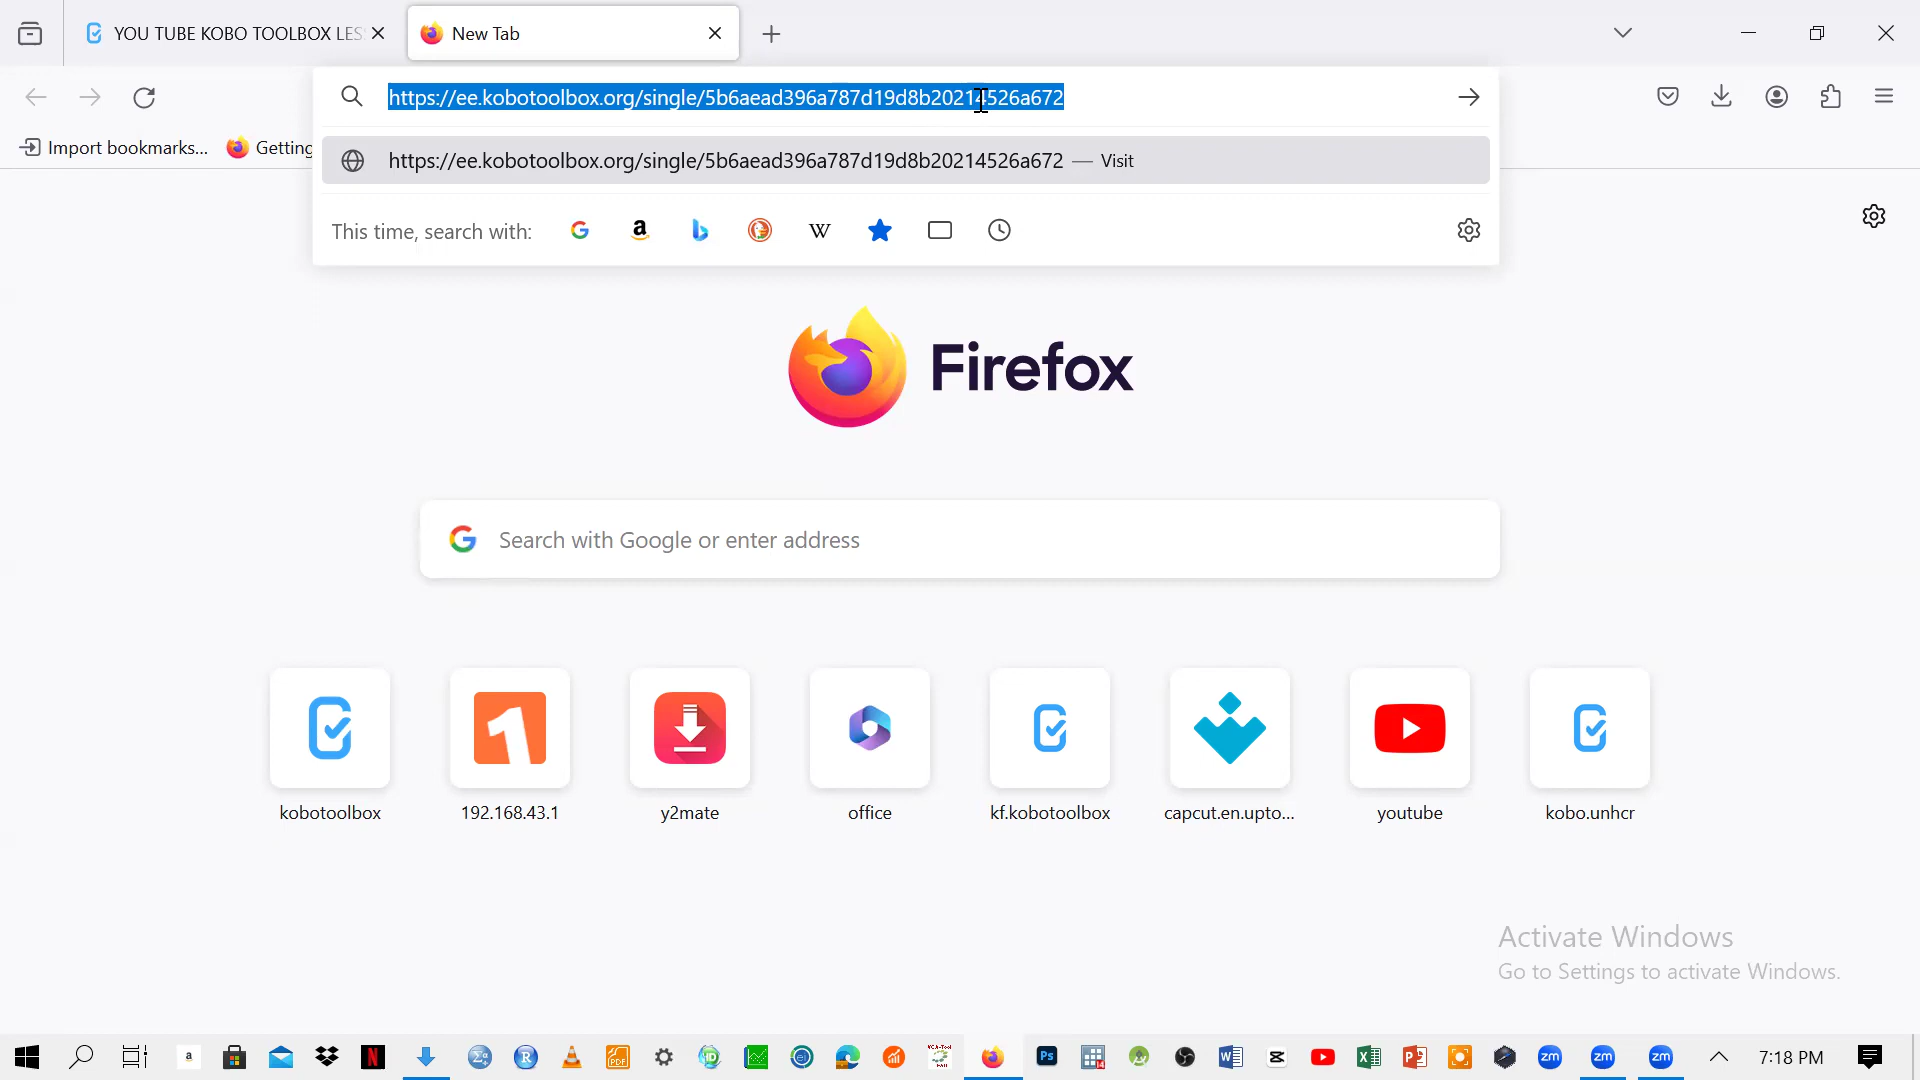 YOU TUBE KOBO TOOLBOX LES
New Tab
https://ee.kobotoolbox.org/single/5b6aead396a787d19d8b20214526a672
Import bookmarks...
Getting
https://ee.kobotoolbox.org/single/5b6aead396a787d19d8b20214526a672 — Visit
This time, search with:
Firefox
Search with Google or enter address
kobotoolbox
192.168.43.1
y2mate
office
kf.kobotoolbox
capcut.en.upto...
youtube
kobo.unhcr
Activate Windows
Go to Settings to activate Windows.
7:18 PM